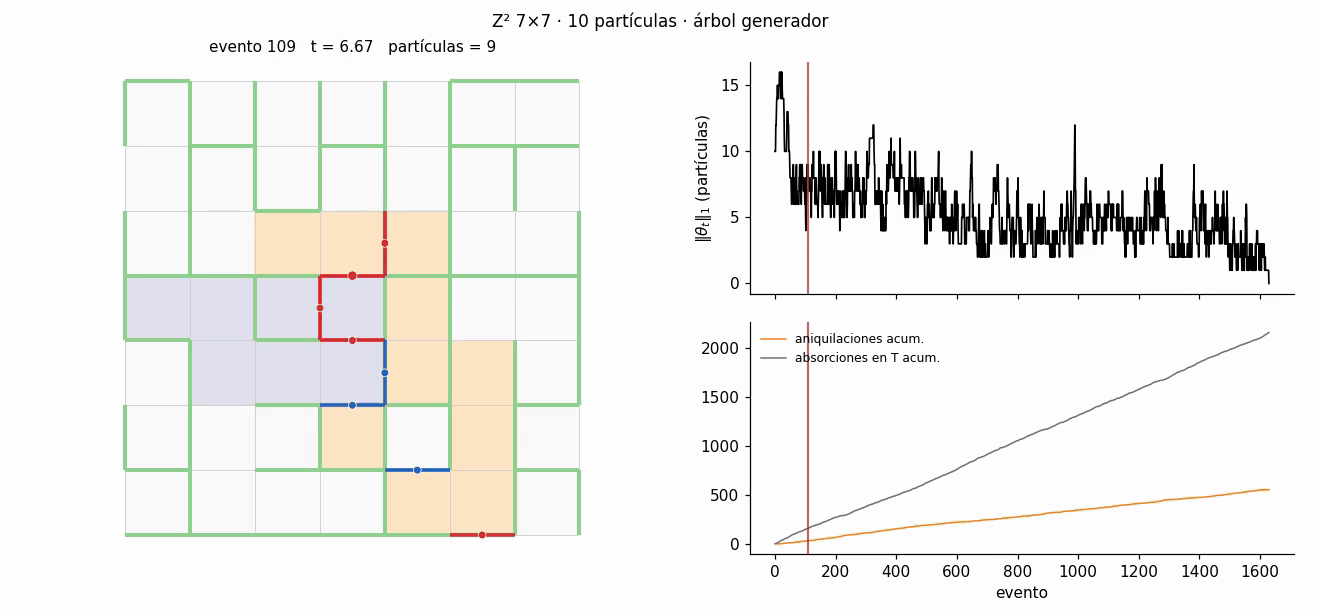 Z² 7×7 · 10 partículas · árbol generador
evento 109 t = 6.67 partículas = 9
‖θₜ‖₁ (partículas)
15
10
5
0
aniquilaciones acum.
absorciones en T acum.
2000
1500
1000
500
0
0 200 400 600 800 1000 1200 1400 1600
evento